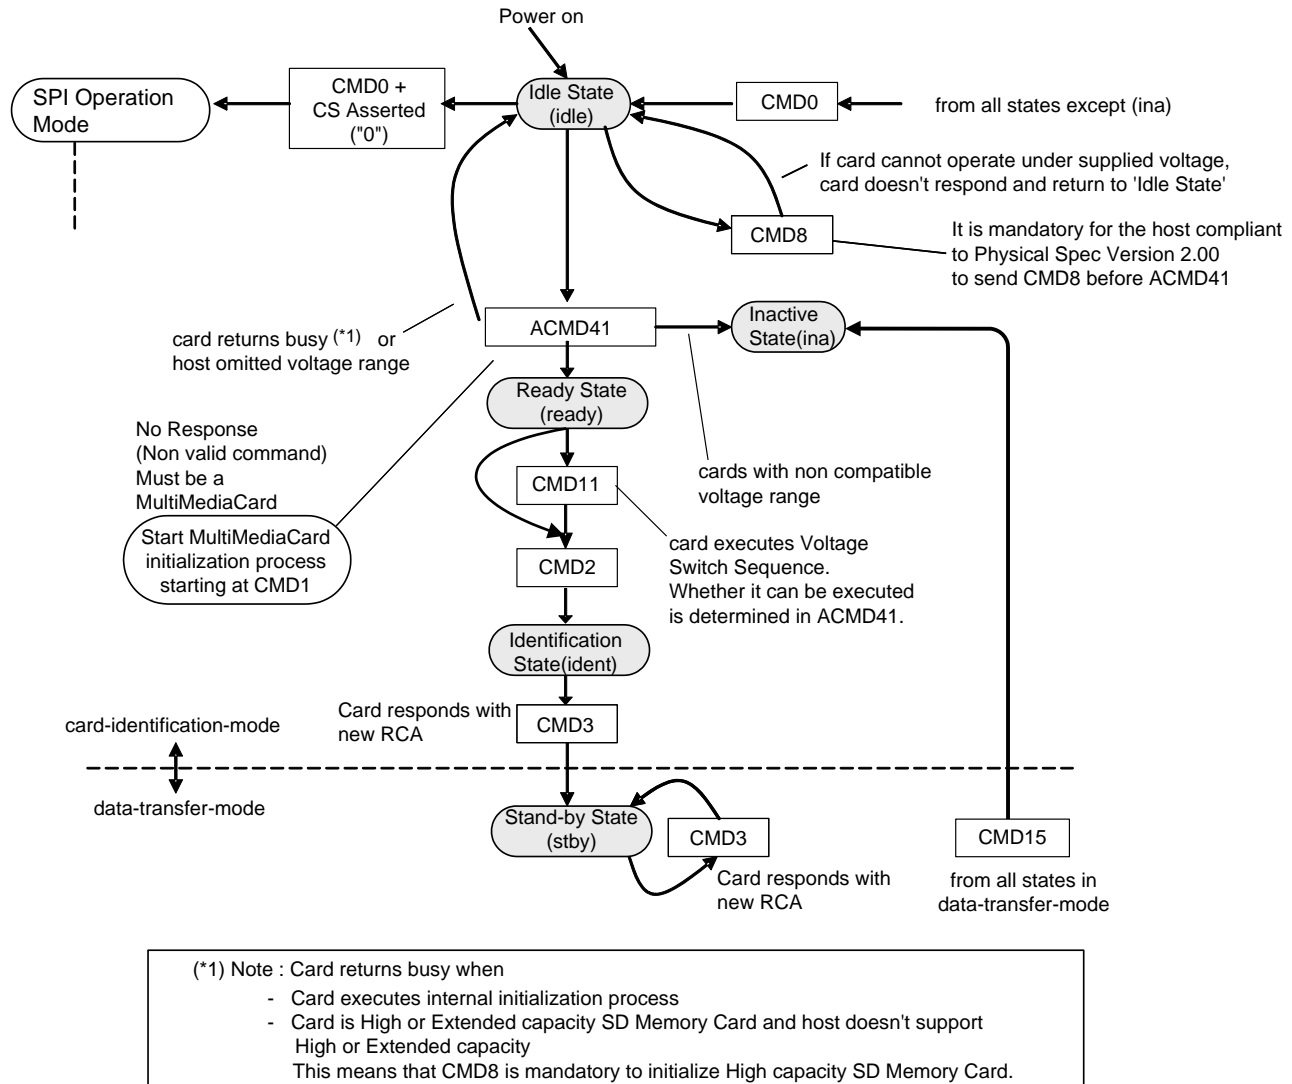 Power on
SPI Operation
Mode
CMD0 +
CS Asserted
("0")
Idle State
(idle)
CMD0
from all states except (ina)
If card cannot operate under supplied voltage,
card doesn't respond and return to 'Idle State'
CMD8
It is mandatory for the host compliant
to Physical Spec Version 2.00
to send CMD8 before ACMD41
card returns busy (*1) or
host omitted voltage range
ACMD41
Inactive
State(ina)
Ready State
(ready)
No Response
(Non valid command)
Must be a
MultiMediaCard
Start MultiMediaCard
initialization process
starting at CMD1
CMD11
cards with non compatible
voltage range
card executes Voltage
Switch Sequence.
Whether it can be executed
is determined in ACMD41.
CMD2
Identification
State(ident)
Card responds with
new RCA
CMD3
card-identification-mode
data-transfer-mode
Stand-by State
(stby)
CMD3
Card responds with
new RCA
CMD15
from all states in
data-transfer-mode
(*1) Note : Card returns busy when
- Card executes internal initialization process
- Card is High or Extended capacity SD Memory Card and host doesn't support
High or Extended capacity
This means that CMD8 is mandatory to initialize High capacity SD Memory Card.